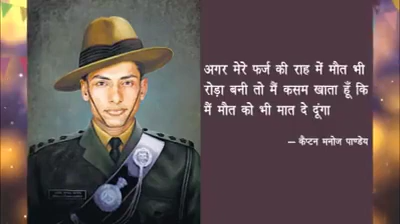 अगर मेरे फर्ज की राह में मौत भी
रोड़ा बनी तो मैं कसम खाता हूँ कि
मैं मौत को भी मात दे दूंगा
– कैप्टन मनोज पाण्डेय